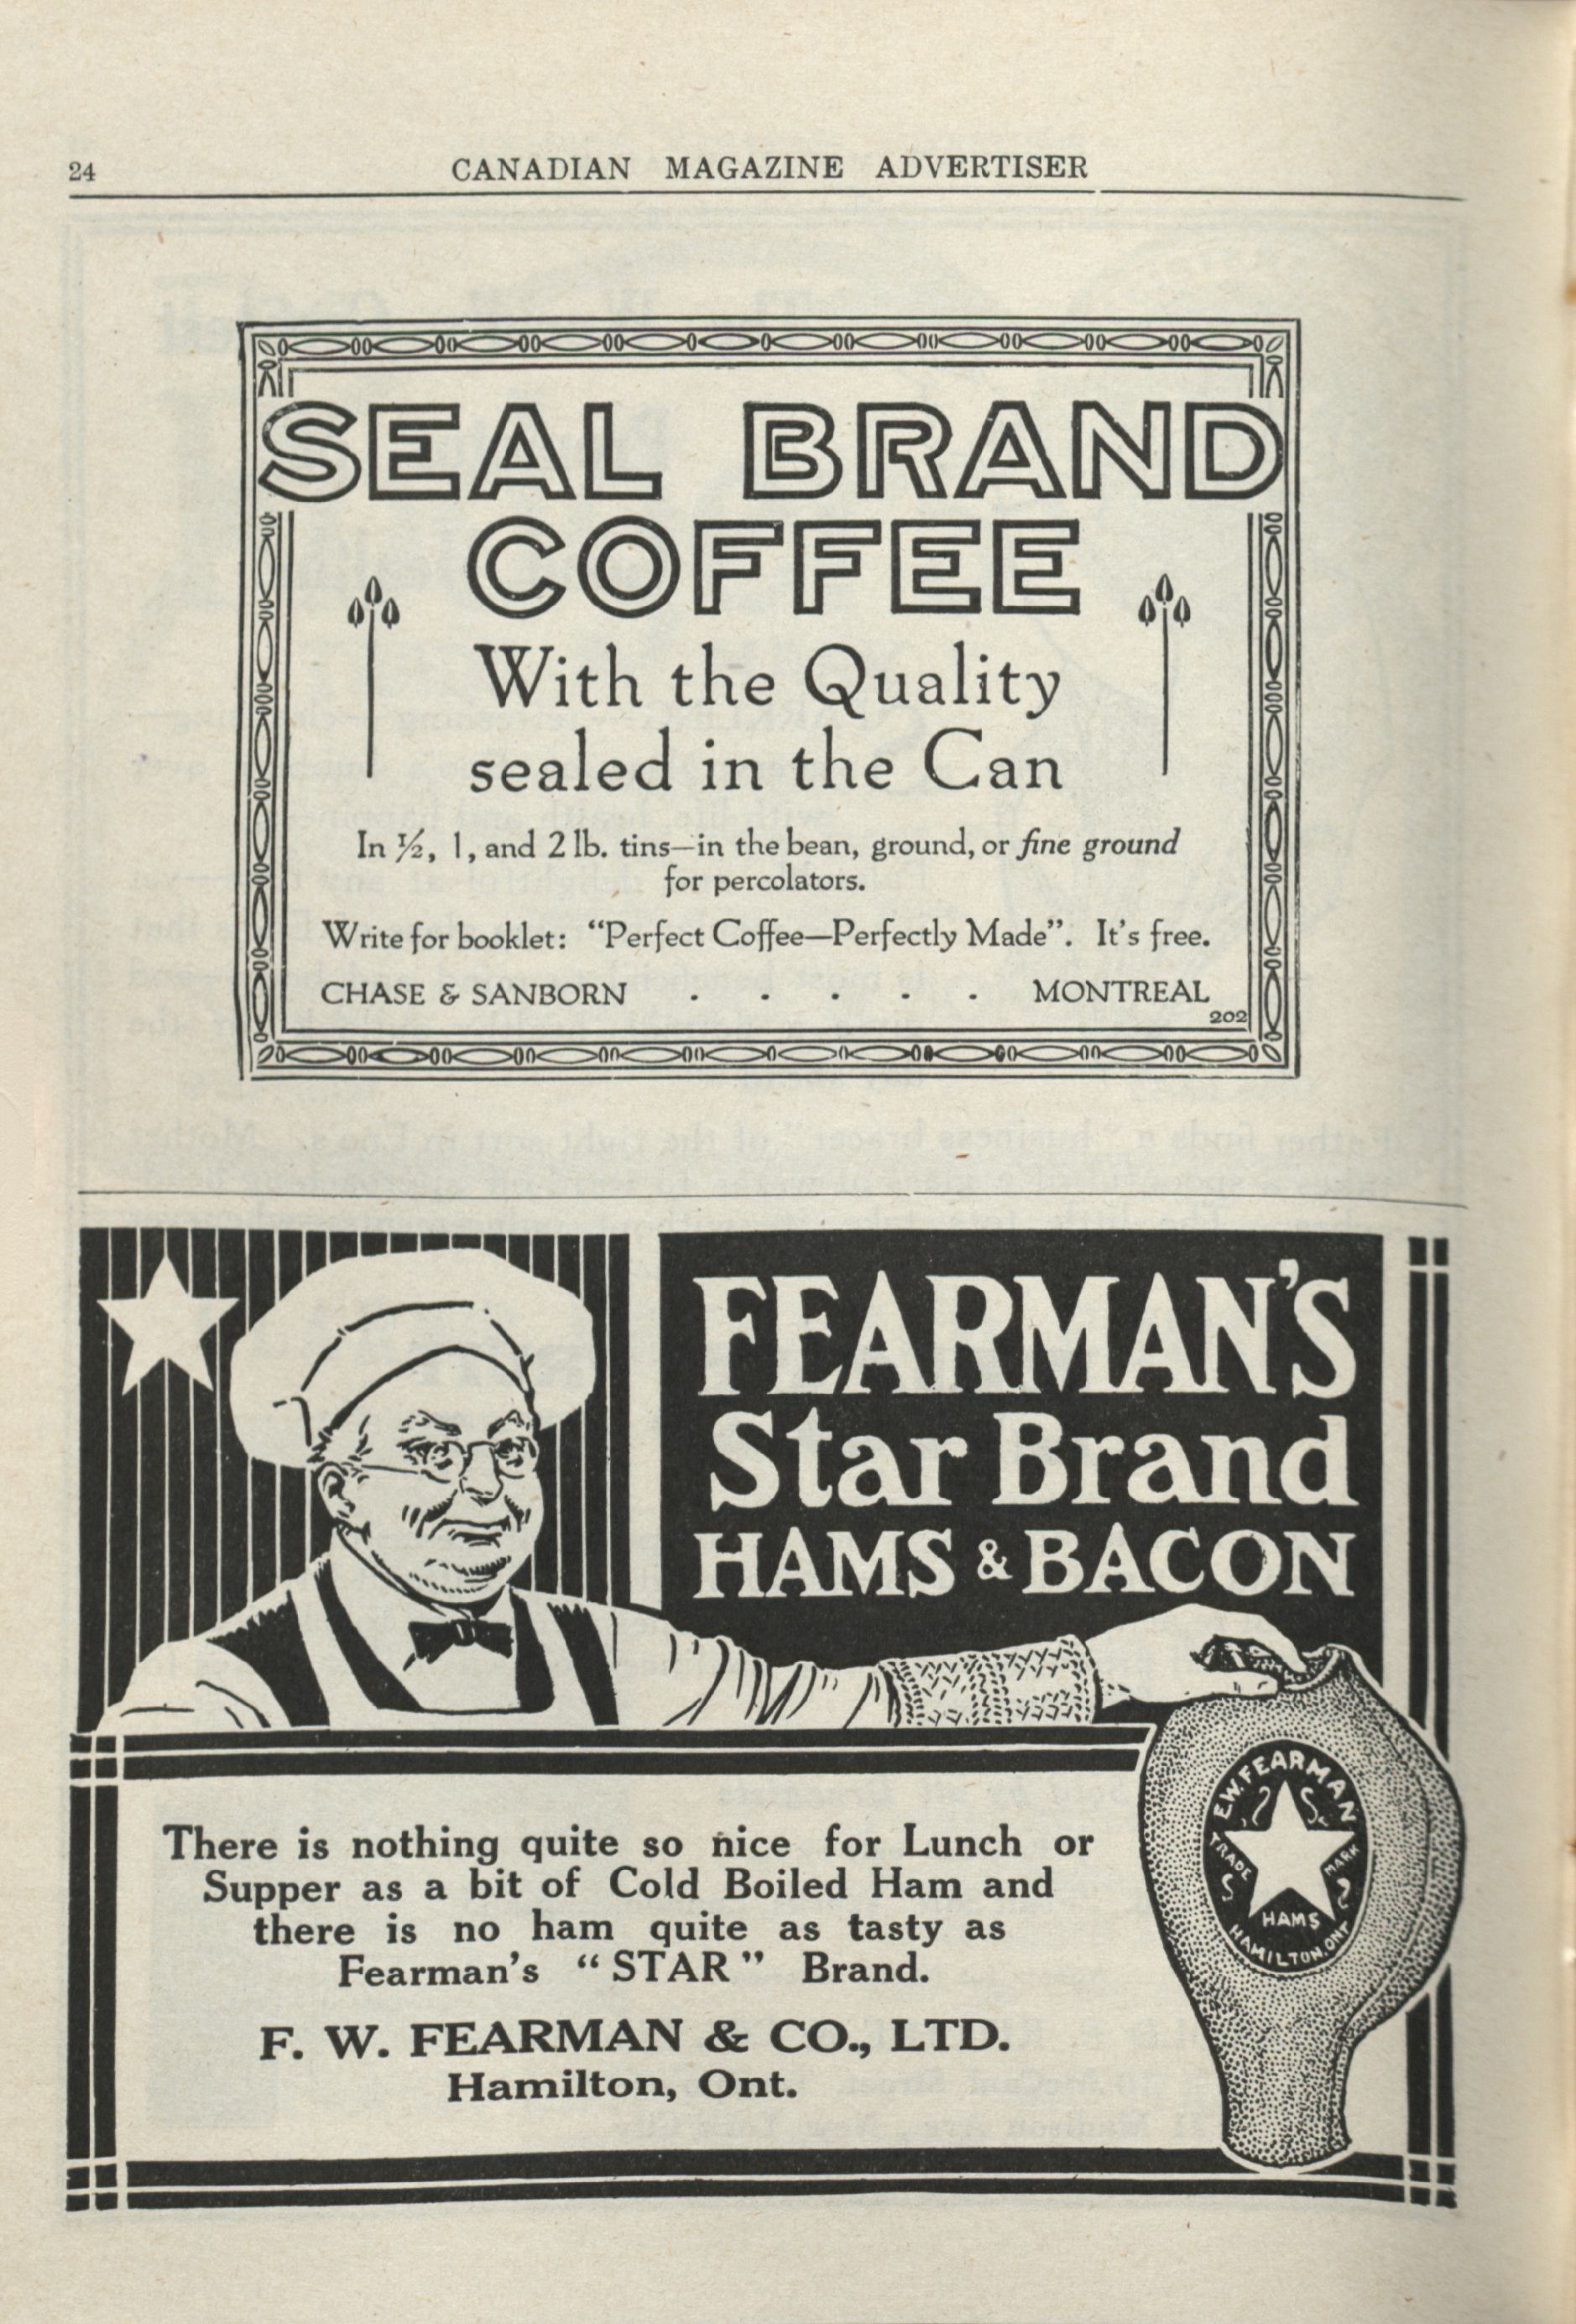 24
CANADIAN MAGAZINE ADVERTISER
SEAL BRAND
COFFEE
With the Quality
sealed in the Can
In ½, 1, and 2 lb. tins—in the bean, ground, or fine ground
for percolators.
Write for booklet: "Perfect Coffee—Perfectly Made". It's free.
CHASE & SANBORN . . . . . MONTREAL
202
FEARMAN'S
Star Brand
HAMS & BACON
E.W. FEARMAN
TRADE MARK
HAMS
HAMILTON, ONT
There is nothing quite so nice for Lunch or
Supper as a bit of Cold Boiled Ham and
there is no ham quite as tasty as
Fearman's "STAR" Brand.
F. W. FEARMAN & CO., LTD.
Hamilton, Ont.